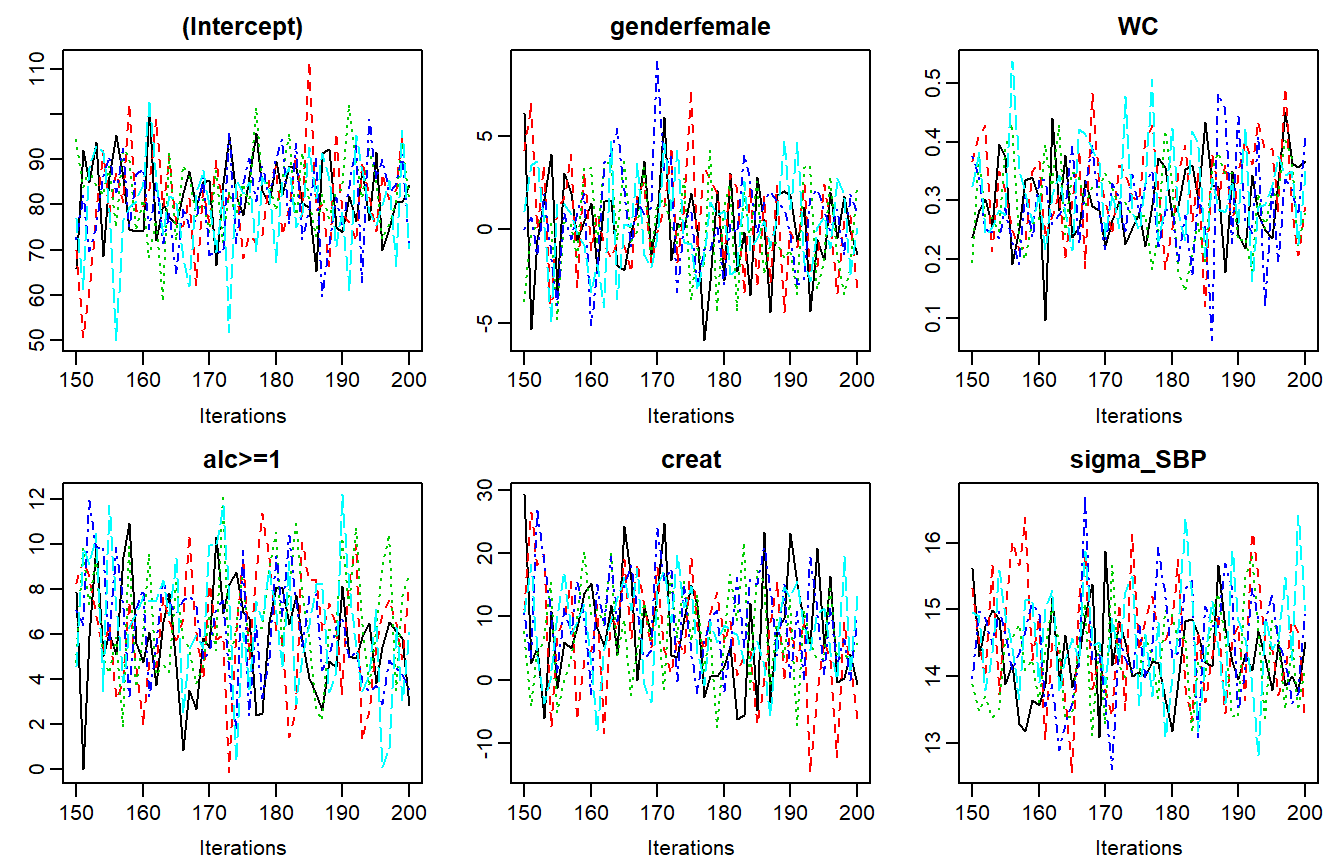 (Intercept) genderfemale WC
110 90 80 70 60 50
5 0 -5
0.5 0.4 0.3 0.2 0.1
150 160 170 180 190 200 150 160 170 180 190 200 150 160 170 180 190 200
Iterations Iterations Iterations
alc>=1 creat sigma_SBP
12 10 8 6 4 2 0
30 20 10 0 -10
16 15 14 13
150 160 170 180 190 200 150 160 170 180 190 200 150 160 170 180 190 200
Iterations Iterations Iterations